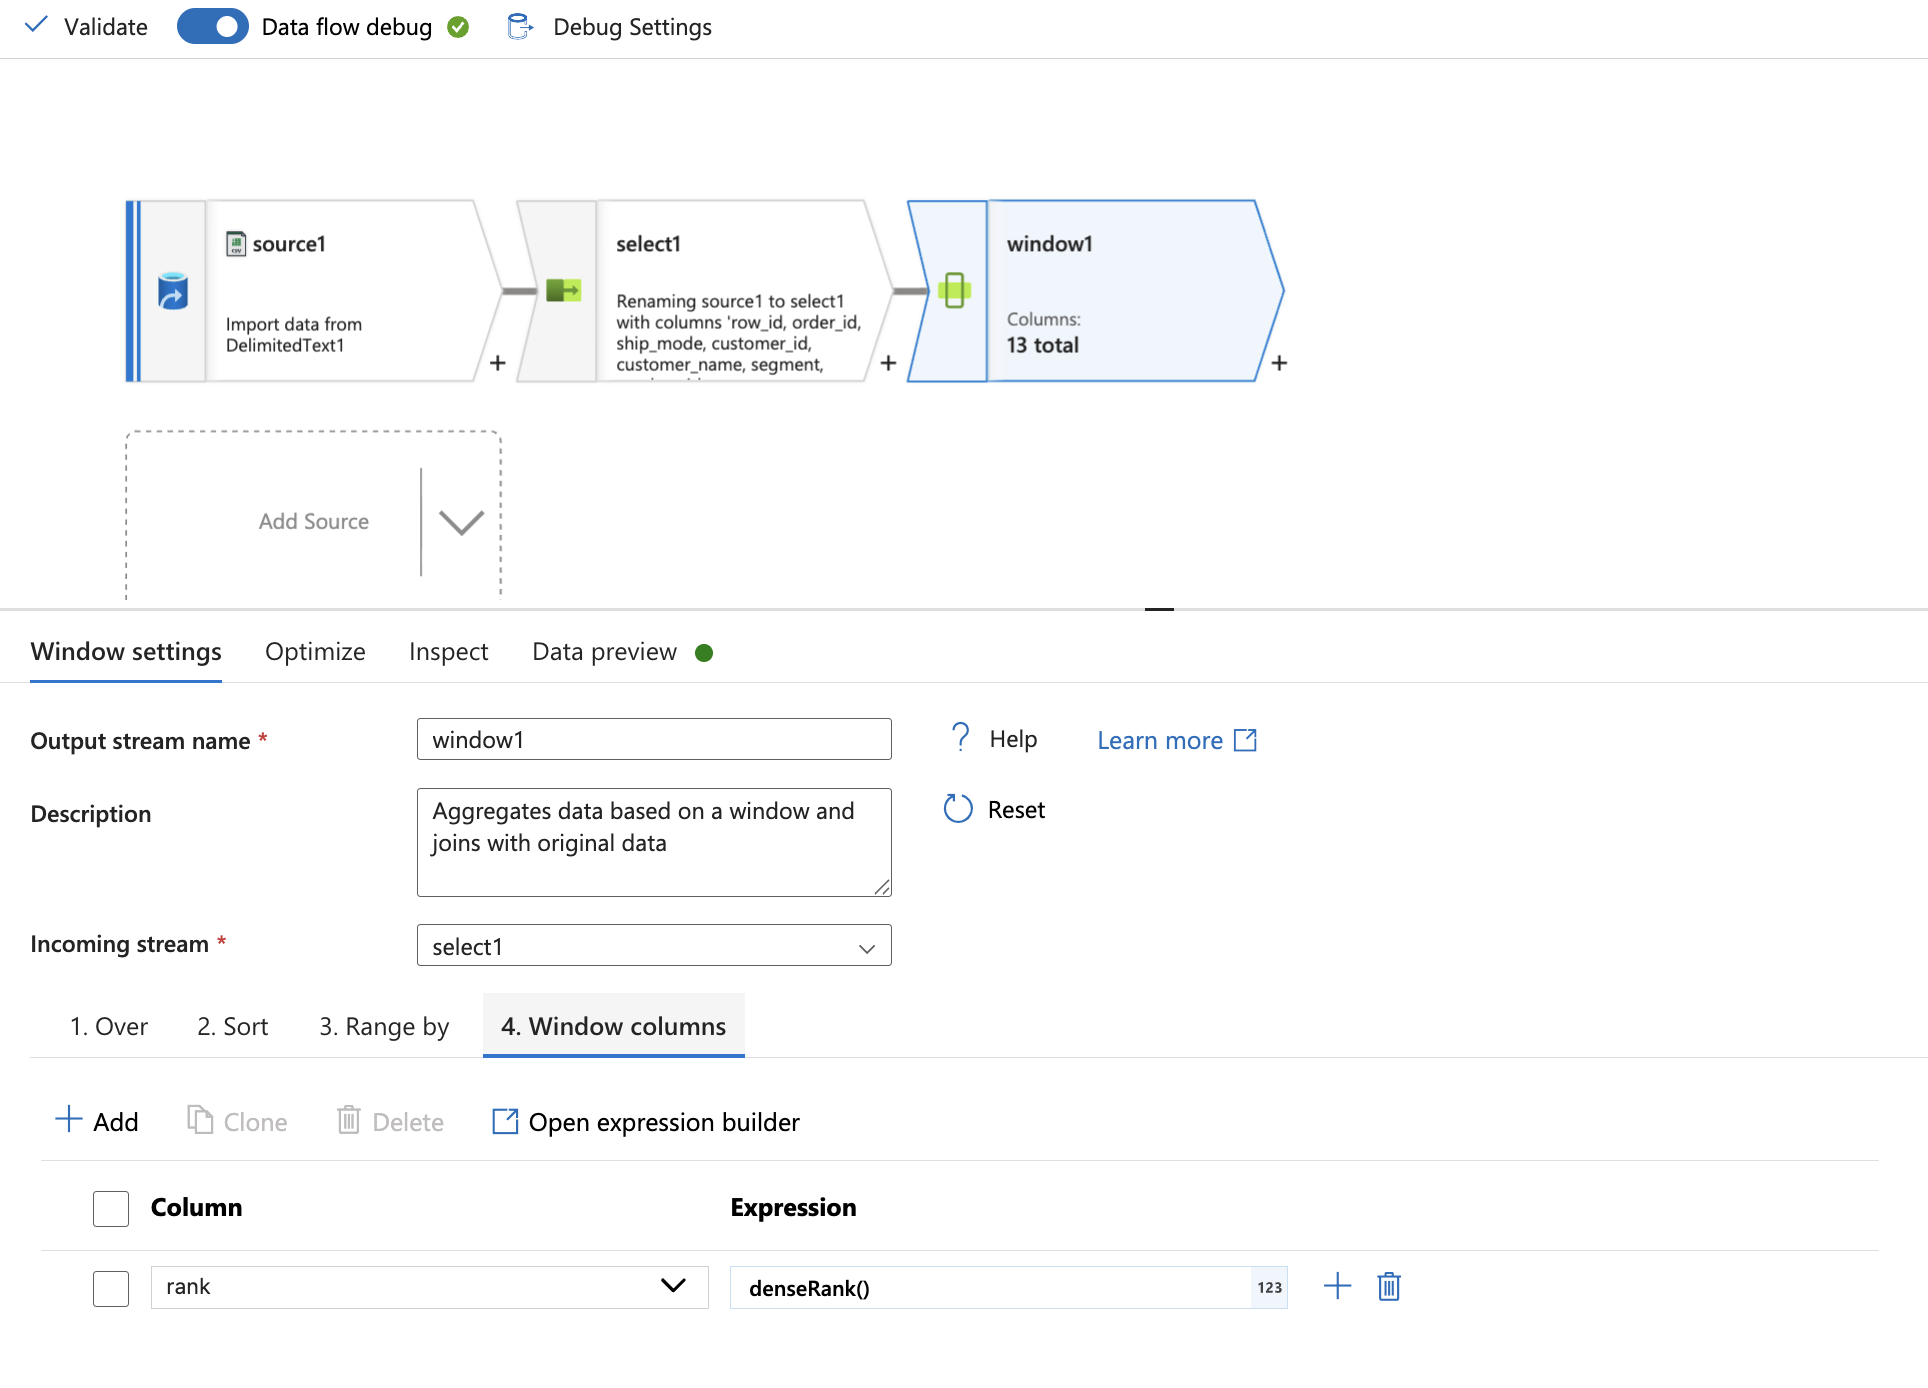 Validate Data flow debug Debug Settings
source1
Import data from
DelimitedText1
select1
Renaming source1 to select1
with columns 'row_id, order_id,
ship_mode, customer_id,
customer_name, segment,
window1
Columns:
13 total
+ + +
Add Source
Window settings Optimize Inspect Data preview
Output stream name * window1 ? Help Learn more
Description Aggregates data based on a window and
joins with original data
Reset
Incoming stream * select1
1. Over 2. Sort 3. Range by 4. Window columns
+ Add Clone Delete Open expression builder
Column Expression
rank denseRank() 123